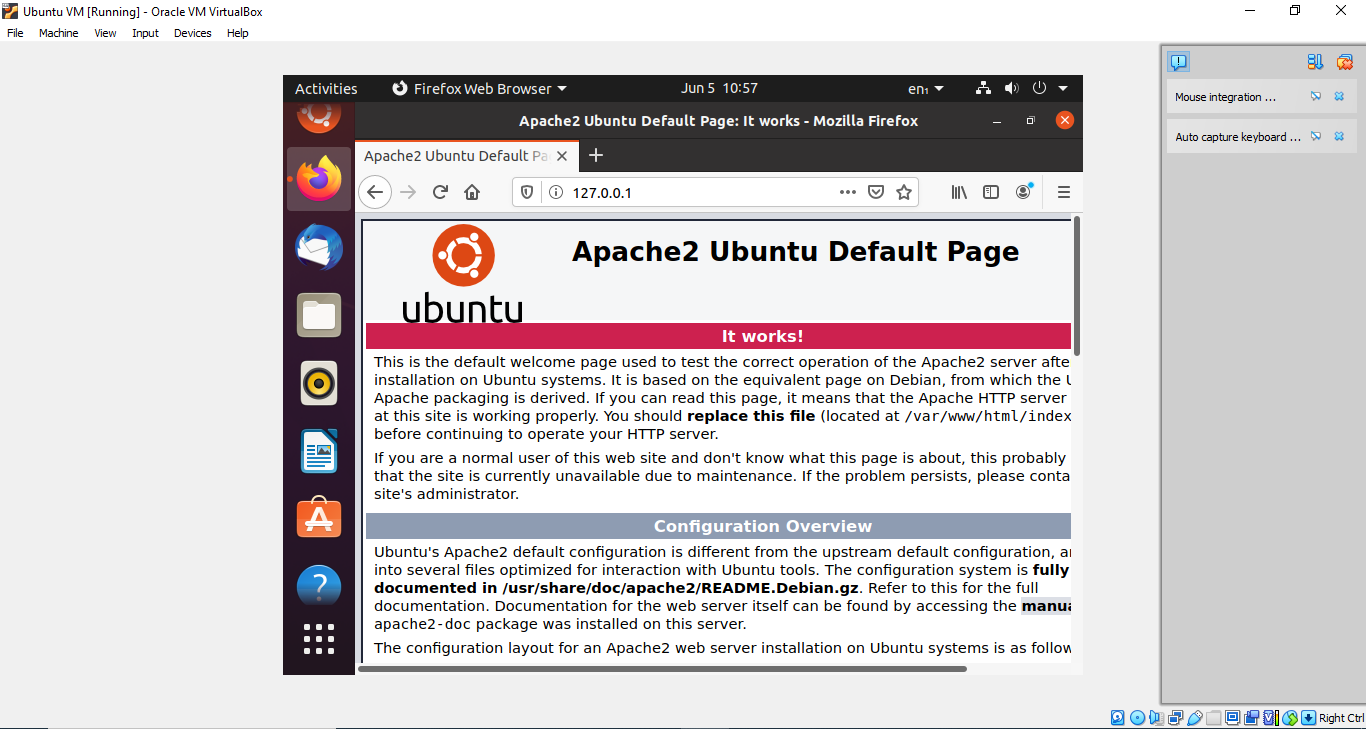 Ubuntu VM [Running] - Oracle VM VirtualBox
File Machine View Input Devices Help
Mouse integration ...
Auto capture keyboard ...
Activities Firefox Web Browser Jun 5 10:57 en₁
Apache2 Ubuntu Default Page: It works - Mozilla Firefox
Apache2 Ubuntu Default Pa
127.0.0.1
ubuntu
Apache2 Ubuntu Default Page
It works!
This is the default welcome page used to test the correct operation of the Apache2 server afte
installation on Ubuntu systems. It is based on the equivalent page on Debian, from which the U
Apache packaging is derived. If you can read this page, it means that the Apache HTTP server
at this site is working properly. You should replace this file (located at /var/www/html/index
before continuing to operate your HTTP server.
If you are a normal user of this web site and don't know what this page is about, this probably
that the site is currently unavailable due to maintenance. If the problem persists, please conta
site's administrator.
Configuration Overview
Ubuntu's Apache2 default configuration is different from the upstream default configuration, a
into several files optimized for interaction with Ubuntu tools. The configuration system is fully
documented in /usr/share/doc/apache2/README.Debian.gz. Refer to this for the full
documentation. Documentation for the web server itself can be found by accessing the manua
apache2-doc package was installed on this server.
The configuration layout for an Apache2 web server installation on Ubuntu systems is as follow
Right Ctrl